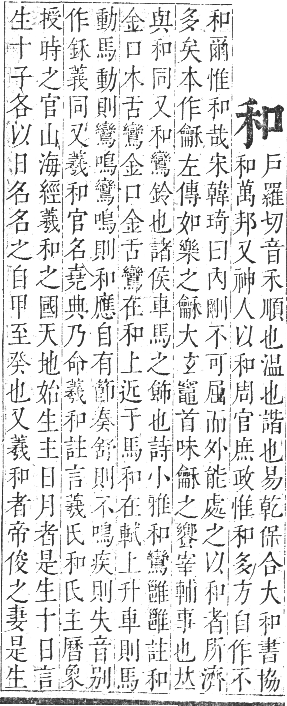 和
戶羅切音禾順也温也諧也易乾保合大和書協
和萬邦又神人以和周官庶政惟和多方自作不
和爾惟和哉宋韓琦曰內剛不可屈而外能處之以和者所濟
多矣本作龢左傳如樂之龢大玄竈首味龢之饗宰輔事也𠀤
與和同又和鸞鈴也諸侯車馬之飾也詩小雅和鸞雝雝註和
金口木舌鸞金口金舌鸞在和上近于馬和在軾上升車則馬
動馬動則鸞鳴鸞鳴則和應自有節奏舒則不鳴疾則失音別
作鉌義同又羲和官名堯典乃命羲和註言羲氏和氏主曆象
授時之官山海經羲和之國天地始生主日月者是生十日言
生十子各以日名名之自甲至癸也又羲和者帝俊之妻是生